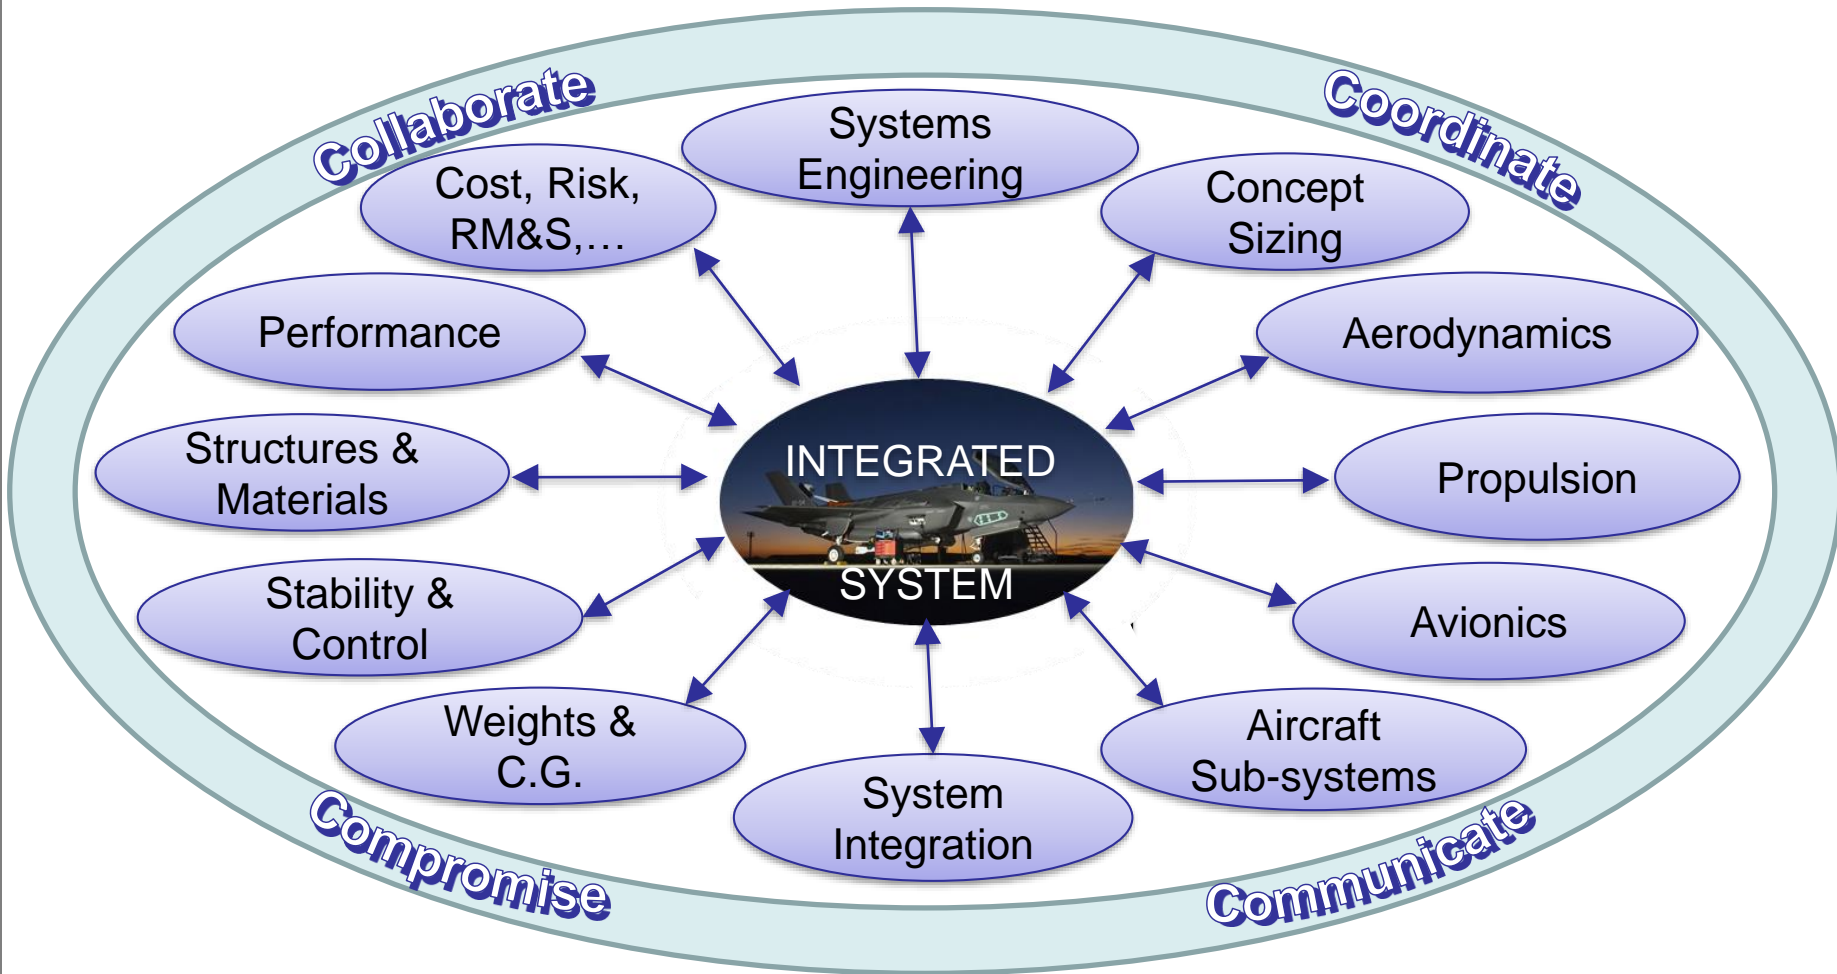 Collaborate
Coordinate
Systems
Engineering
Cost, Risk,
RM&S,…
Concept
Sizing
Performance
Aerodynamics
Structures &
Materials
INTEGRATED
SYSTEM
Propulsion
Stability &
Control
Avionics
Weights &
C.G.
System
Integration
Aircraft
Sub-systems
Compromise
Communicate